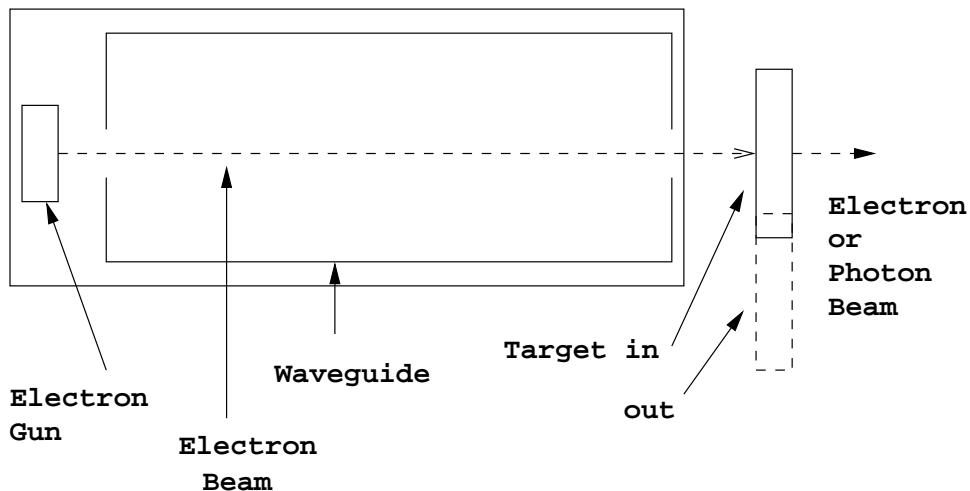 Electron
or
Photon
Beam
Target in
out
Waveguide
Electron
Gun
Electron
Beam